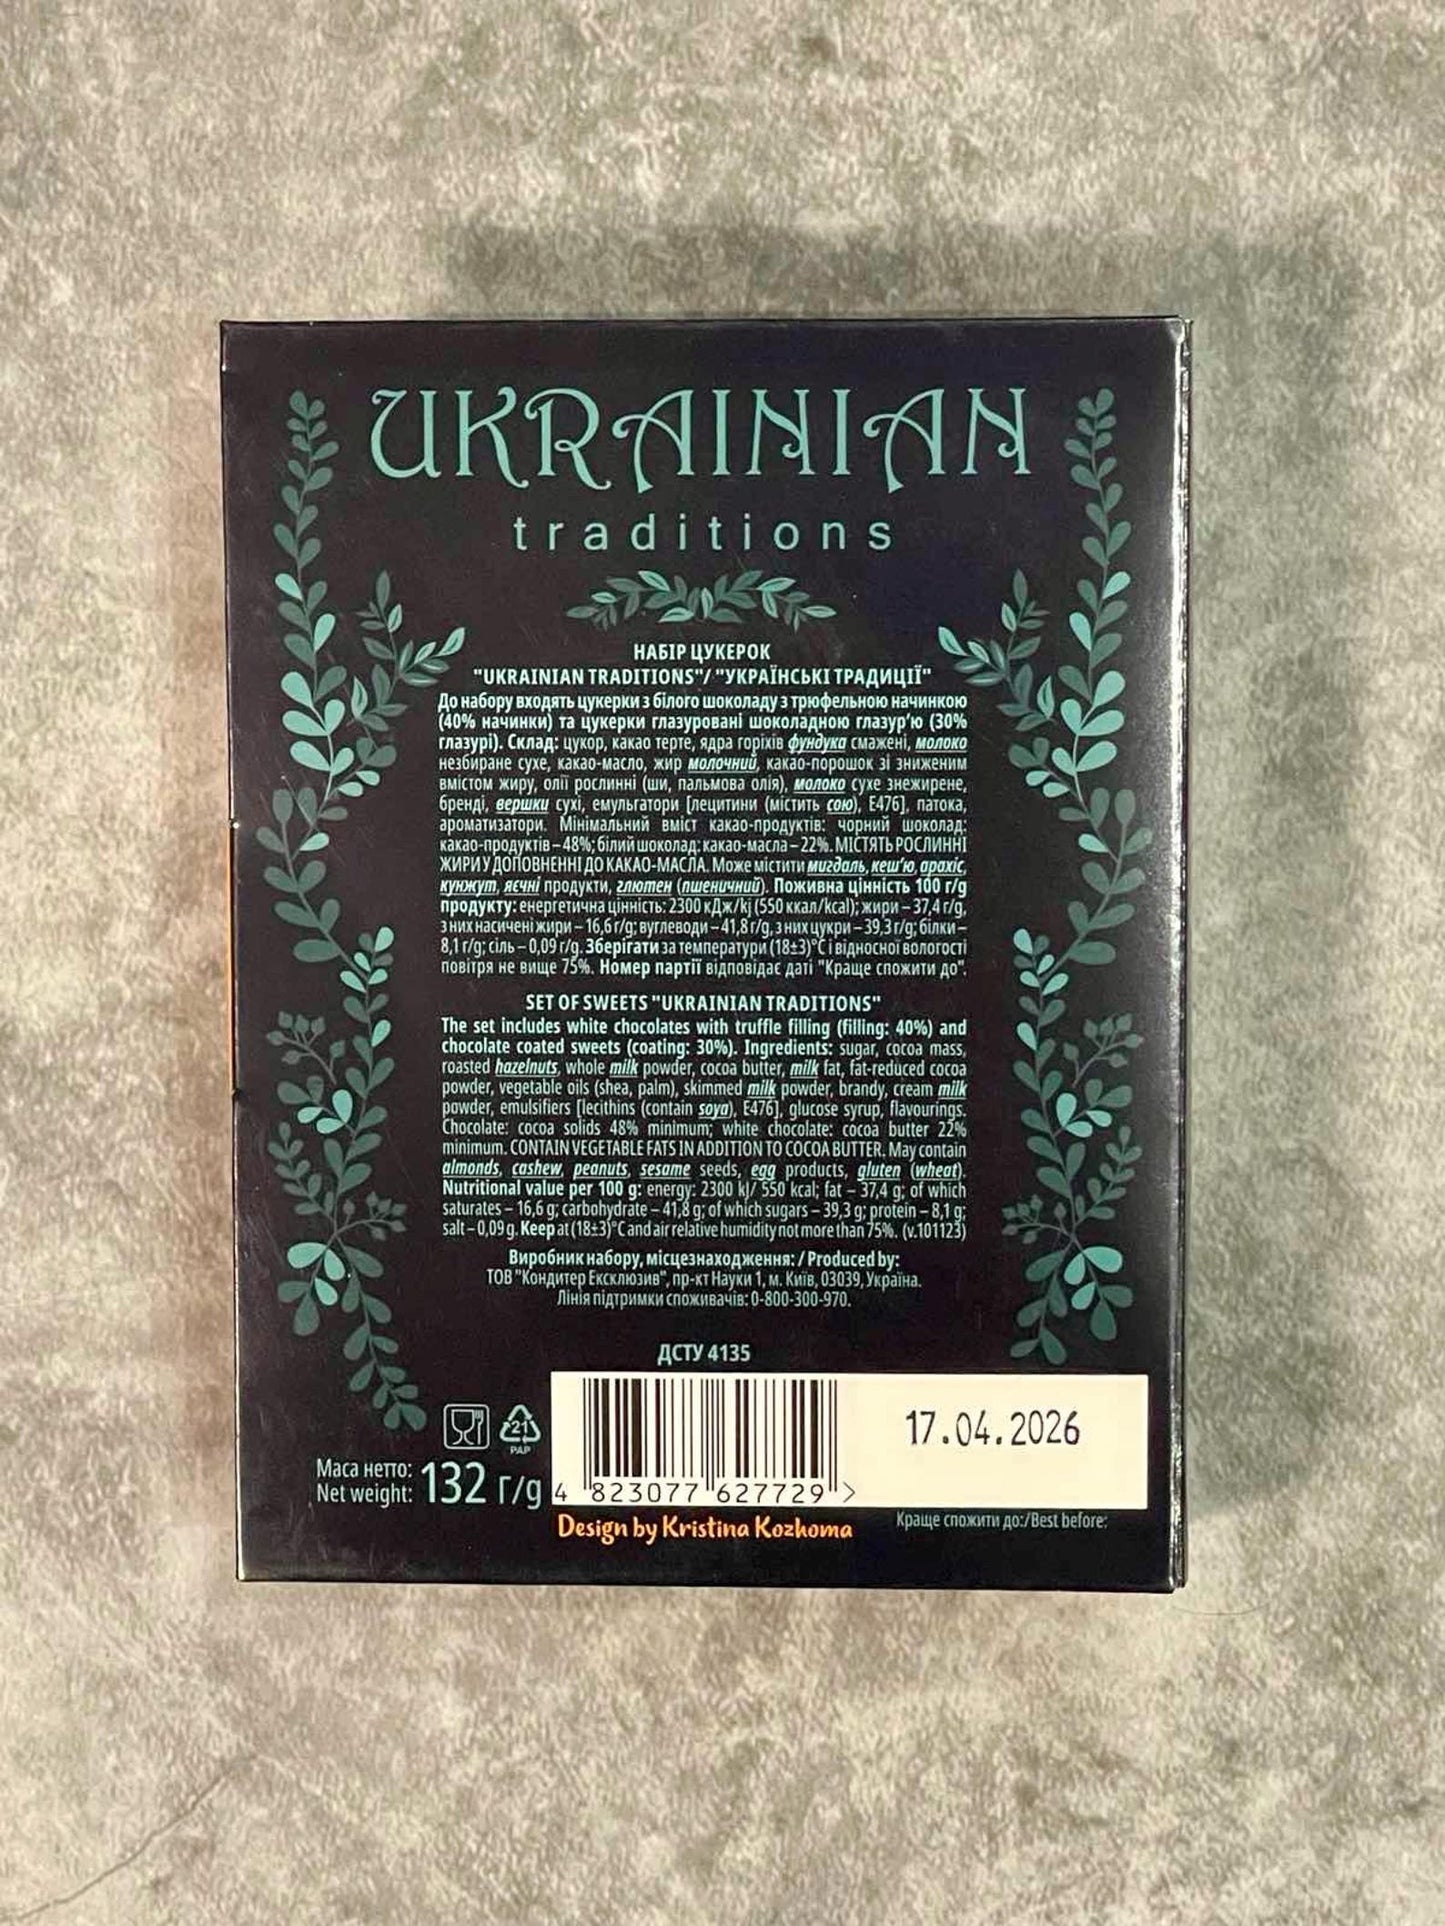 UKRAINIAN
traditions
НАБІР ЦУКЕРОК
"UKRAINIAN TRADITIONS"/ "УКРАЇНСЬКІ ТРАДИЦІЇ"
До набору входять цукерки з білого шоколаду з трюфельною начинкою
(40% начинки) та цукерки глазуровані шоколадною глазур'ю (30%
глазурі). Склад: цукор, какао терте, ядра горіхів фундука смажені, молоко
незбиране сухе, какао-масло, жир молочний, какао-порошок зі зниженим
вмістом жиру, олії рослинні (ши, пальмова олія), молоко сухе знежирене,
бренді, вершки сухі, емульгатори [лецитини (містить сою), Е476], патока,
ароматизатори. Мінімальний вміст какао-продуктів: чорний шоколад:
какао-продуктів – 48%; білий шоколад: какао-масла – 22%. МІСТЯТЬ РОСЛИННІ
ЖИРИ У ДОПОВНЕННІ ДО КАКАО-МАСЛА. Може містити мигдаль, кеш'ю, арахіс,
кунжут, яєчні продукти, глютен (пшеничний). Поживна цінність 100 г/g
продукту: енергетична цінність: 2300 кДж/kj (550 ккал/kcal); жири – 37,4 г/g,
з них насичені жири – 16,6 г/g; вуглеводи – 41,8 г/g, з них цукри – 39,3 г/g; білки –
8,1 г/g; сіль – 0,09 г/g. Зберігати за температури (18±3)°С і відносної вологості
повітря не вище 75%. Номер партії відповідає даті "Краще спожити до".
SET OF SWEETS "UKRAINIAN TRADITIONS"
The set includes white chocolates with truffle filling (filling: 40%) and
chocolate coated sweets (coating: 30%). Ingredients: sugar, cocoa mass,
roasted hazelnuts, whole milk powder, cocoa butter, milk fat, fat-reduced cocoa
powder, vegetable oils (shea, palm), skimmed milk powder, brandy, cream milk
powder, emulsifiers [lecithins (contain soya), E476], glucose syrup, flavourings.
Chocolate: cocoa solids 48% minimum; white chocolate: cocoa butter 22%
minimum. CONTAIN VEGETABLE FATS IN ADDITION TO COCOA BUTTER. May contain
almonds, cashew, peanuts, sesame seeds, egg products, gluten (wheat).
Nutritional value per 100 g: energy: 2300 kJ/ 550 kcal; fat – 37,4 g; of which
saturates – 16,6 g; carbohydrate – 41,8 g; of which sugars – 39,3 g; protein – 8,1 g;
salt – 0,09 g. Keep at (18±3)°C and air relative humidity not more than 75%. (v.101123)
Виробник набору, місцезнаходження: / Produced by:
ТОВ "Кондитер Ексклюзив", пр-кт Науки 1, м. Київ, 03039, Україна.
Лінія підтримки споживачів: 0-800-300-970.
ДСТУ 4135
21
PAP
17.04.2026
Маса нетто:
Net weight: 132 г/g
4 823077 627729 >
Design by Kristina Kozhoma
Краще спожити до:/Best before: